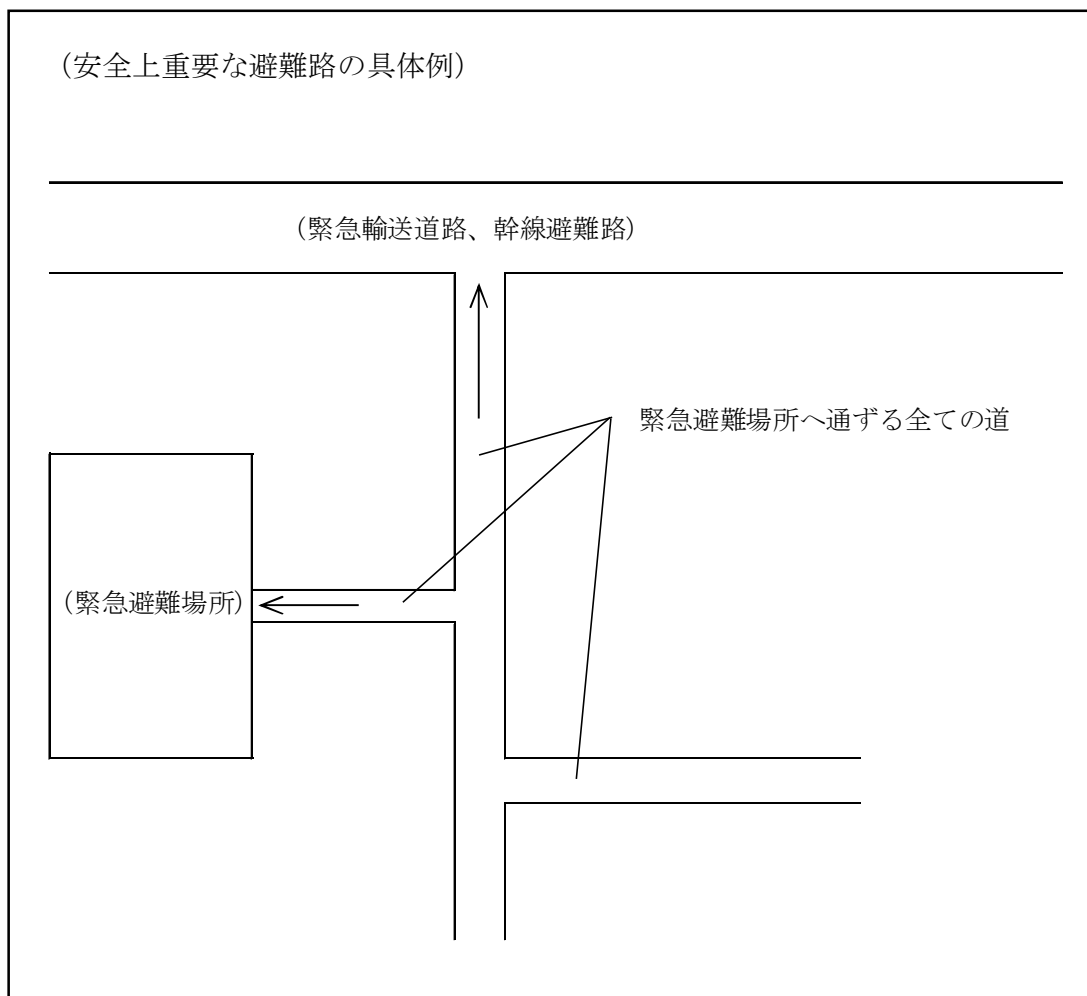 （安全上重要な避難路の具体例）
（緊急輸送道路、幹線避難路）
緊急避難場所へ通ずる全ての道
（緊急避難場所）